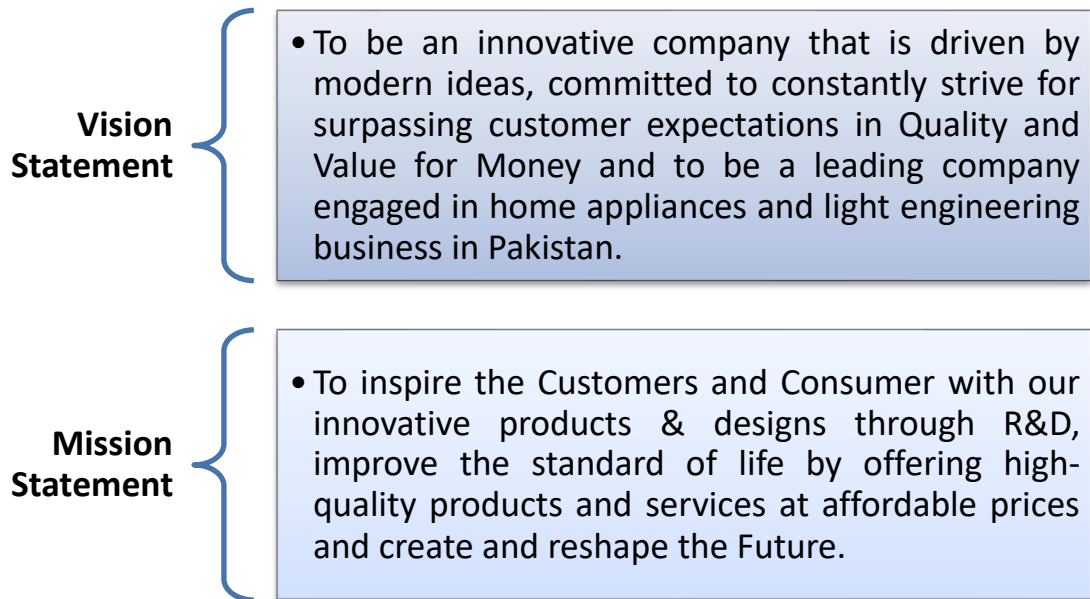 Vision
Statement
• To be an innovative company that is driven by
modern ideas, committed to constantly strive for
surpassing customer expectations in Quality and
Value for Money and to be a leading company
engaged in home appliances and light engineering
business in Pakistan.
Mission
Statement
• To inspire the Customers and Consumer with our
innovative products & designs through R&D,
improve the standard of life by offering high-
quality products and services at affordable prices
and create and reshape the Future.